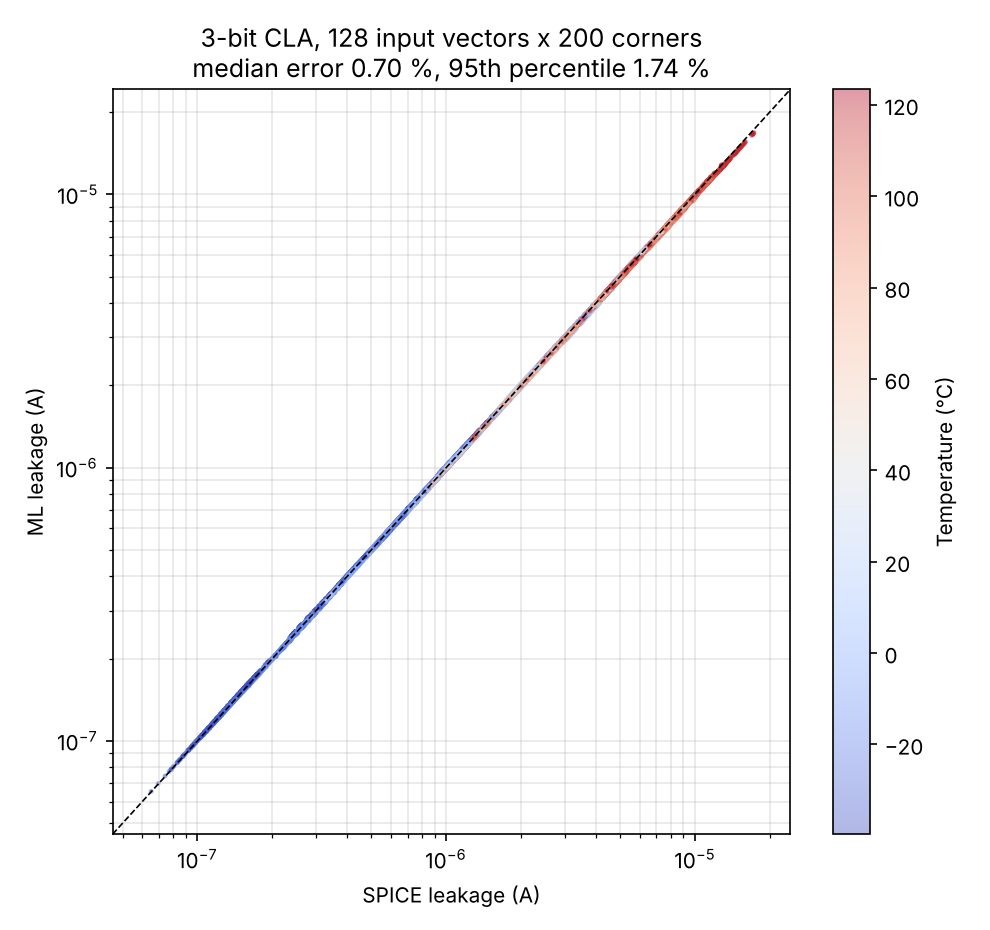 3-bit CLA, 128 input vectors x 200 corners
median error 0.70 %, 95th percentile 1.74 %
ML leakage (A)
10⁻⁵
10⁻⁶
10⁻⁷
10⁻⁷
10⁻⁶
10⁻⁵
SPICE leakage (A)
120
100
80
60
40
20
0
−20
Temperature (°C)